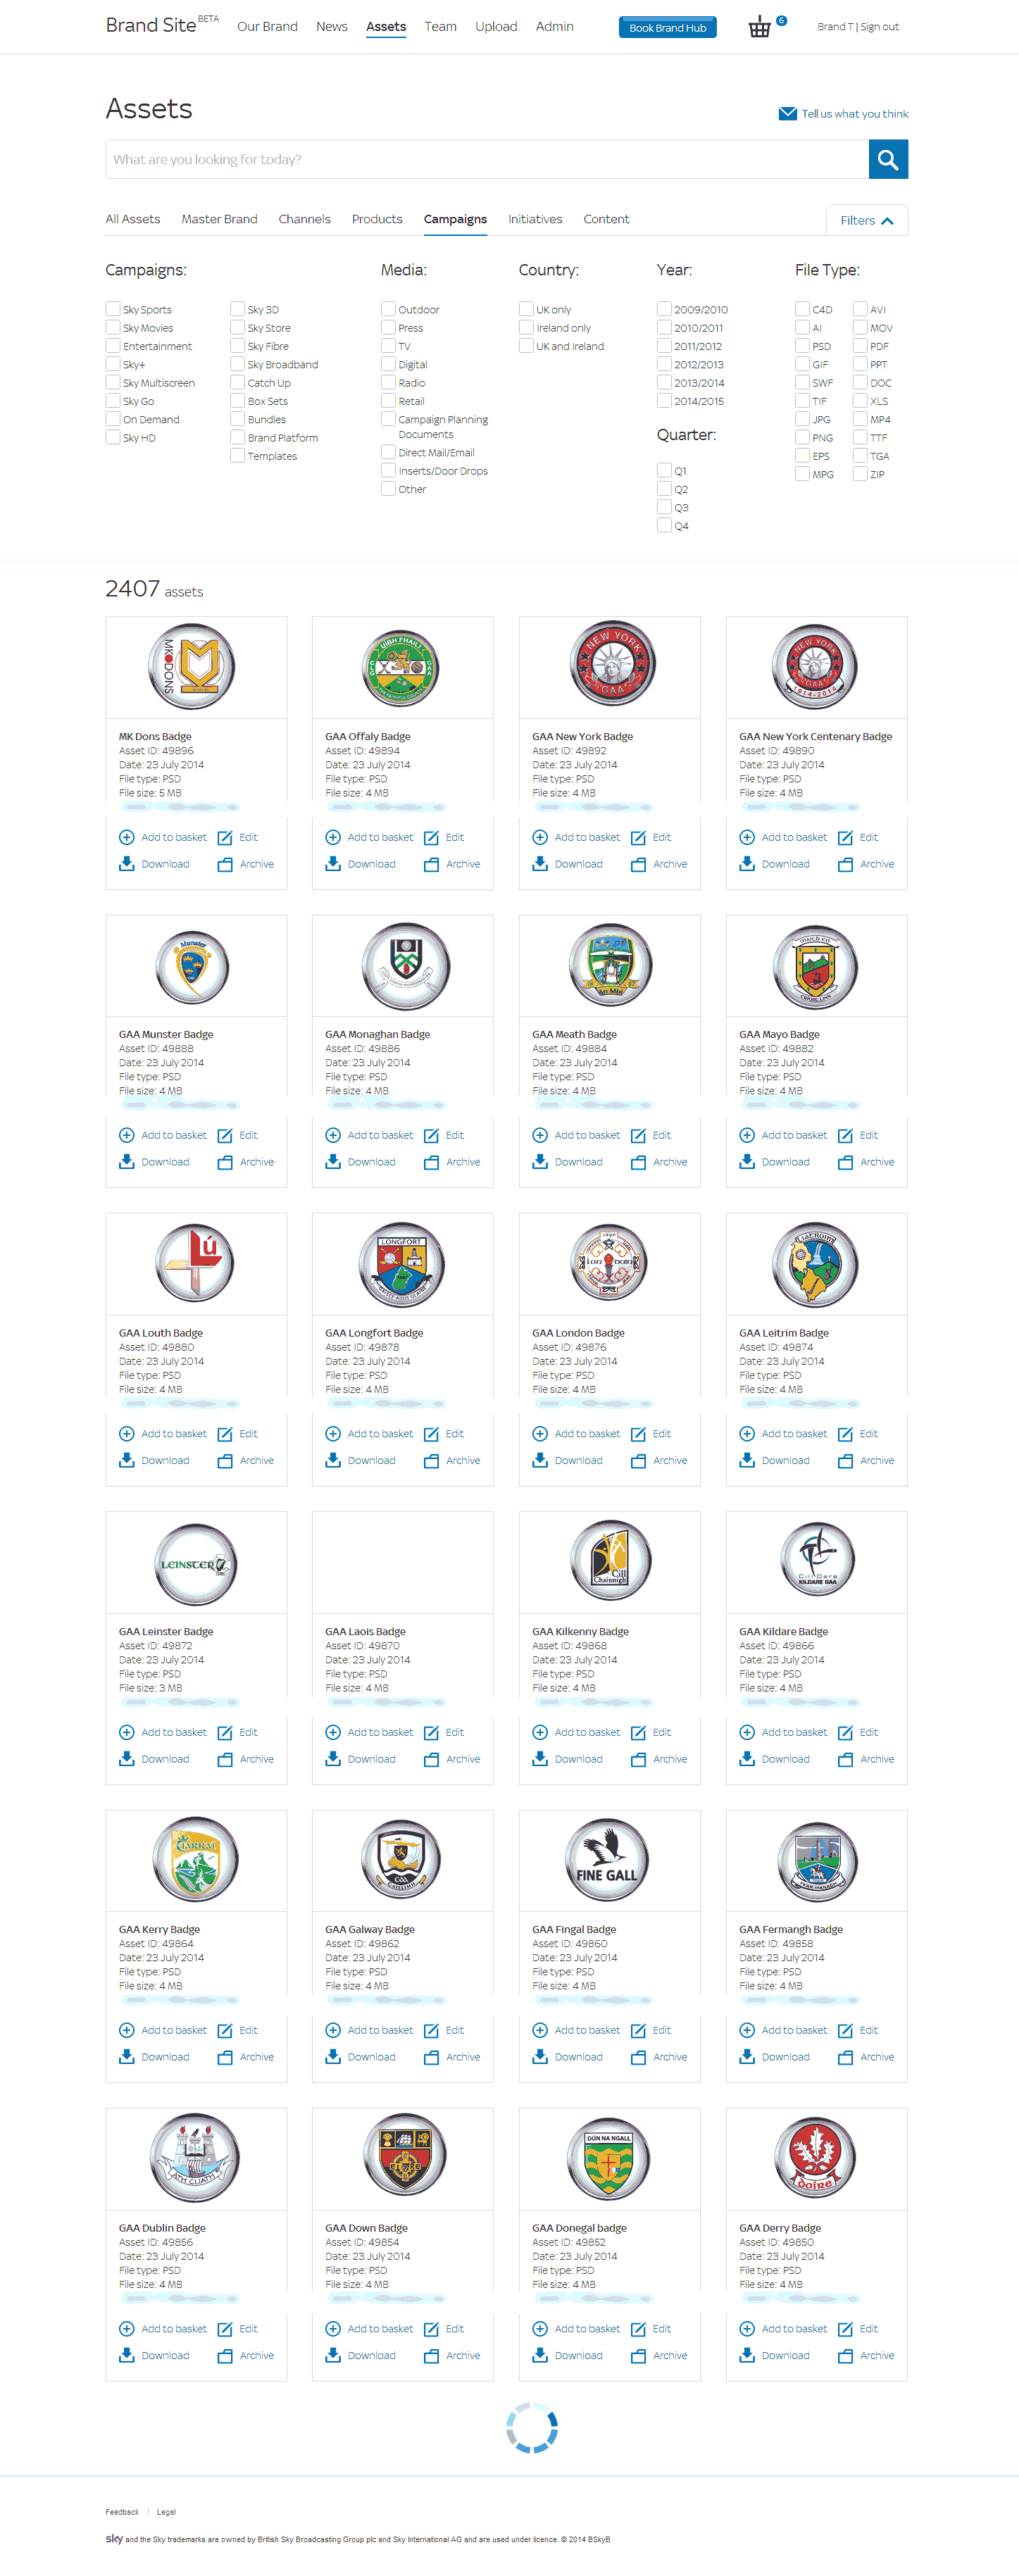 Brand Site BETA Our Brand News Assets Team Upload Admin Book Brand Hub 6 Brand T | Sign out
Assets
Tell us what you think
What are you looking for today?
All Assets Master Brand Channels Products Campaigns Initiatives Content Filters
Campaigns: Media: Country: Year: File Type:
Sky Sports Sky 3D Outdoor UK only 2009/2010 C4D AVI
Sky Movies Sky Store Press Ireland only 2010/2011 AI MOV
Entertainment Sky Fibre TV UK and Ireland 2011/2012 PSD PDF
Sky+ Sky Broadband Digital 2012/2013 GIF PPT
Sky Multiscreen Catch Up Radio 2013/2014 SWF DOC
Sky Go Box Sets Retail 2014/2015 TIF XLS
On Demand Bundles Campaign Planning JPG MP4
Documents Quarter:
Sky HD Brand Platform PNG TTF
Templates Direct Mail/Email EPS TGA
Inserts/Door Drops Q1 MPG ZIP
Other Q2
Q3
Q4
2407 assets
MK DONS NEW YORK GAA NEW YORK GAA 1914-2014
MK Dons Badge GAA Offaly Badge GAA New York Badge GAA New York Centenary Badge
Asset ID: 49896 Asset ID: 49894 Asset ID: 49892 Asset ID: 49890
Date: 23 July 2014 Date: 23 July 2014 Date: 23 July 2014 Date: 23 July 2014
File type: PSD File type: PSD File type: PSD File type: PSD
File size: 5 MB File size: 4 MB File size: 4 MB File size: 4 MB
Add to basket Edit Add to basket Edit Add to basket Edit Add to basket Edit
Download Archive Download Archive Download Archive Download Archive
Munster
GAA Munster Badge GAA Monaghan Badge GAA Meath Badge GAA Mayo Badge
Asset ID: 49888 Asset ID: 49886 Asset ID: 49884 Asset ID: 49882
Date: 23 July 2014 Date: 23 July 2014 Date: 23 July 2014 Date: 23 July 2014
File type: PSD File type: PSD File type: PSD File type: PSD
File size: 4 MB File size: 4 MB File size: 4 MB File size: 4 MB
Add to basket Edit Add to basket Edit Add to basket Edit Add to basket Edit
Download Archive Download Archive Download Archive Download Archive
Lú LONGFORT
GAA Louth Badge GAA Longfort Badge GAA London Badge GAA Leitrim Badge
Asset ID: 49880 Asset ID: 49878 Asset ID: 49876 Asset ID: 49874
Date: 23 July 2014 Date: 23 July 2014 Date: 23 July 2014 Date: 23 July 2014
File type: PSD File type: PSD File type: PSD File type: PSD
File size: 4 MB File size: 4 MB File size: 4 MB File size: 4 MB
Add to basket Edit Add to basket Edit Add to basket Edit Add to basket Edit
Download Archive Download Archive Download Archive Download Archive
LEINSTER Cill Chainnigh Cill Dara KILDARE GAA
GAA Leinster Badge GAA Laois Badge GAA Kilkenny Badge GAA Kildare Badge
Asset ID: 49872 Asset ID: 49870 Asset ID: 49868 Asset ID: 49866
Date: 23 July 2014 Date: 23 July 2014 Date: 23 July 2014 Date: 23 July 2014
File type: PSD File type: PSD File type: PSD File type: PSD
File size: 3 MB File size: 4 MB File size: 4 MB File size: 4 MB
Add to basket Edit Add to basket Edit Add to basket Edit Add to basket Edit
Download Archive Download Archive Download Archive Download Archive
FINE GALL
GAA Kerry Badge GAA Galway Badge GAA Fingal Badge GAA Fermangh Badge
Asset ID: 49864 Asset ID: 49862 Asset ID: 49860 Asset ID: 49858
Date: 23 July 2014 Date: 23 July 2014 Date: 23 July 2014 Date: 23 July 2014
File type: PSD File type: PSD File type: PSD File type: PSD
File size: 4 MB File size: 4 MB File size: 4 MB File size: 4 MB
Add to basket Edit Add to basket Edit Add to basket Edit Add to basket Edit
Download Archive Download Archive Download Archive Download Archive
ÁTH CLIATH DÚN NA NGALL Doire
GAA Dublin Badge GAA Down Badge GAA Donegal badge GAA Derry Badge
Asset ID: 49856 Asset ID: 49854 Asset ID: 49852 Asset ID: 49850
Date: 23 July 2014 Date: 23 July 2014 Date: 23 July 2014 Date: 23 July 2014
File type: PSD File type: PSD File type: PSD File type: PSD
File size: 4 MB File size: 4 MB File size: 4 MB File size: 4 MB
Add to basket Edit Add to basket Edit Add to basket Edit Add to basket Edit
Download Archive Download Archive Download Archive Download Archive
Feedback | Legal
sky and the Sky trademarks are owned by British Sky Broadcasting Group plc and Sky International AG and are used under licence. © 2014 BSkyB